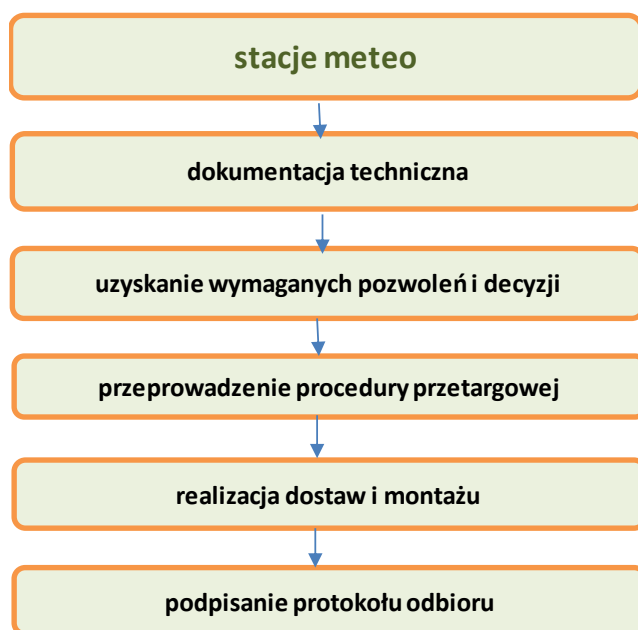 stacje meteo
dokumentacja techniczna
uzyskanie wymaganych pozwoleń i decyzji
przeprowadzenie procedury przetargowej
realizacja dostaw i montażu
podpisanie protokołu odbioru